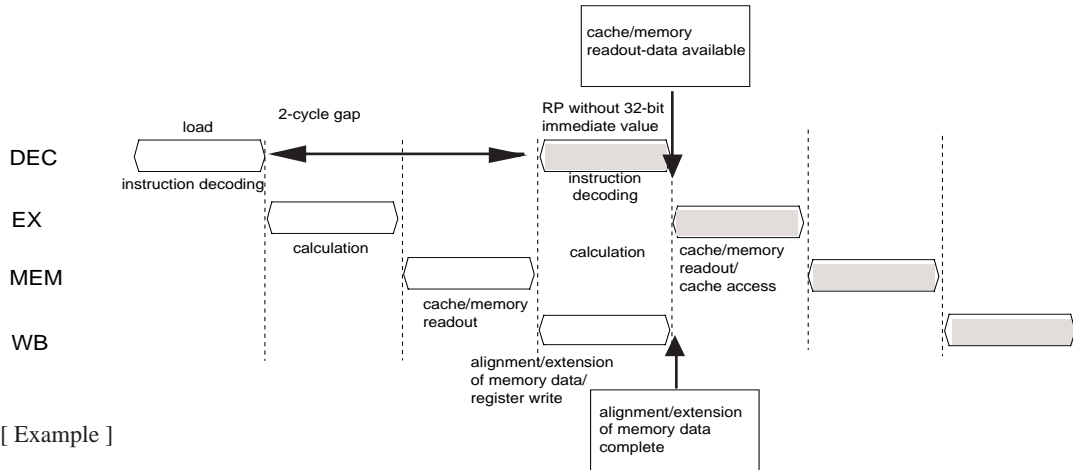 cache/memory
readout-data available
2-cycle gap
RP without 32-bit
immediate value
load
DEC
instruction decoding
instruction
decoding
EX
calculation
calculation
cache/memory
readout/
cache access
MEM
cache/memory
readout
WB
alignment/extension
of memory data/
register write
alignment/extension
of memory data
complete
[ Example ]